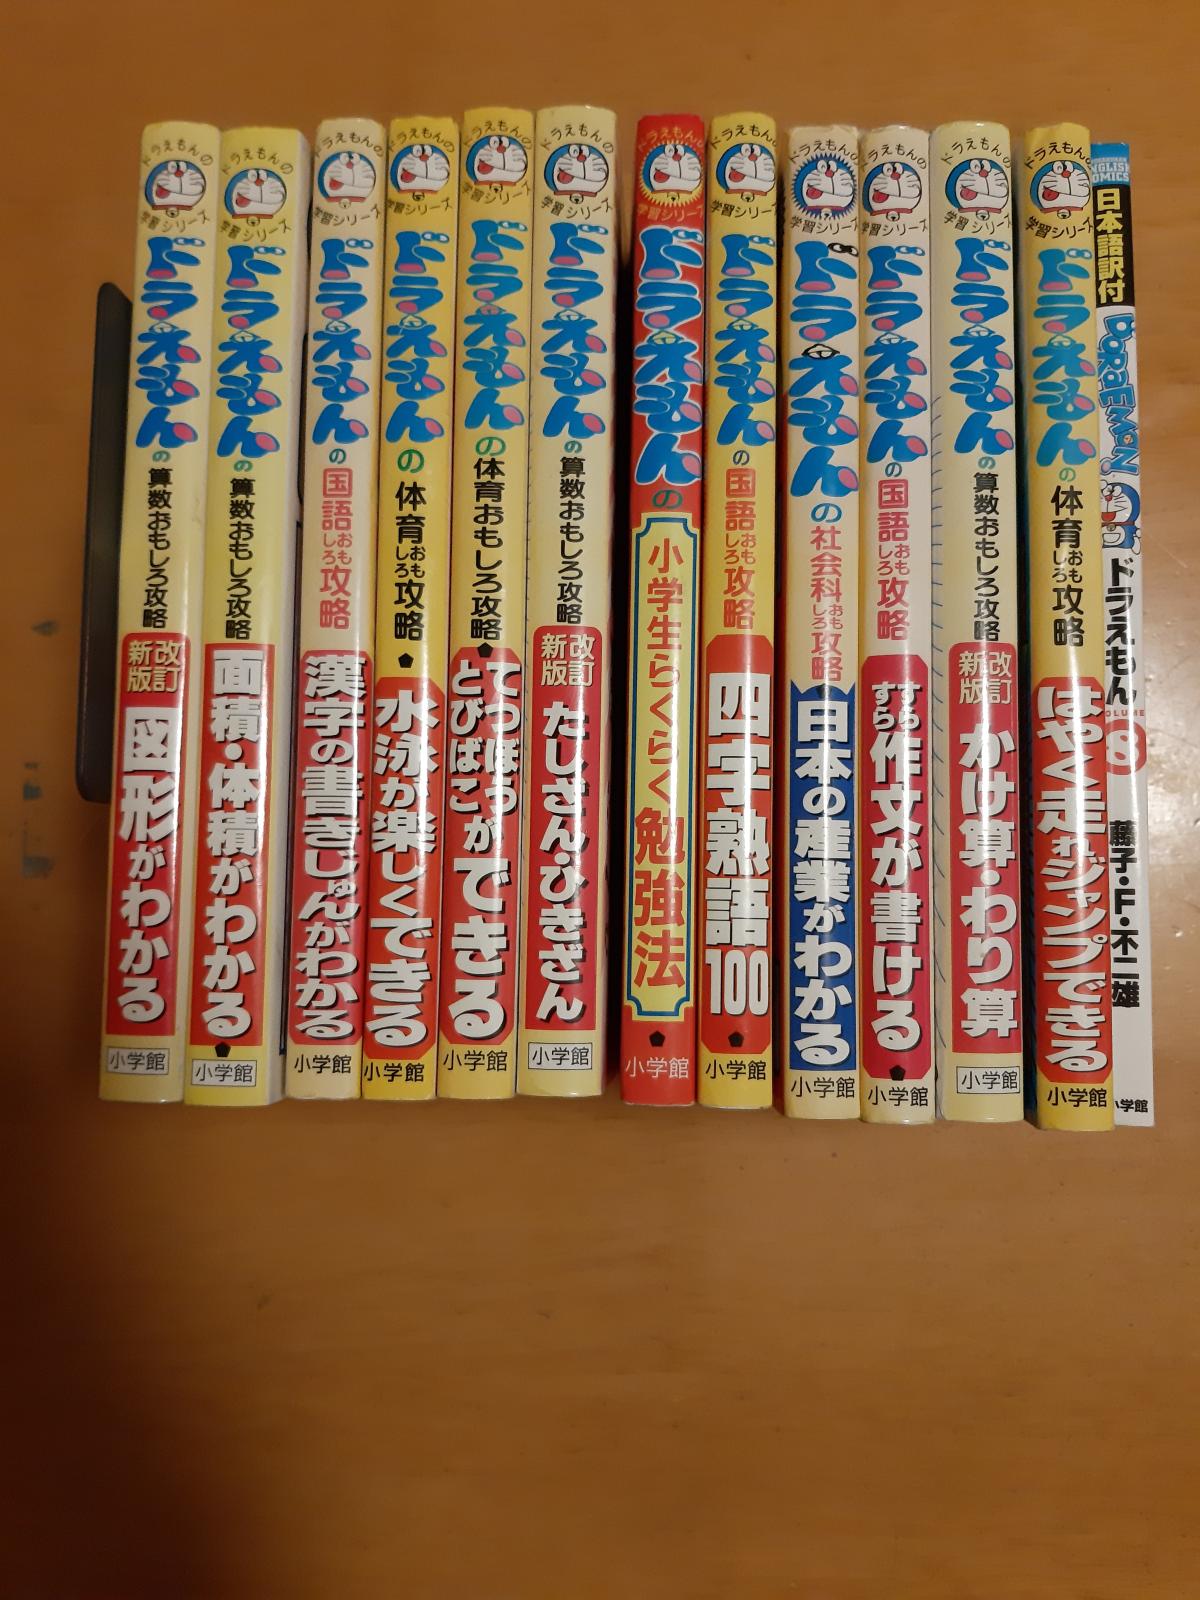 ドラえもんの
学習シリーズ
ドラえもんの算数おもしろ攻略
改訂新版
図形がわかる
小学館
ドラえもんの
学習シリーズ
ドラえもんの算数おもしろ攻略
面積・体積がわかる
小学館
ドラえもんの
学習シリーズ
ドラえもんの国語おもしろ攻略
漢字の書きじゅんがわかる
小学館
ドラえもんの
学習シリーズ
ドラえもんの体育おもしろ攻略
水泳が楽しくできる
小学館
ドラえもんの
学習シリーズ
ドラえもんの体育おもしろ攻略
てつぼう
とびばこ
ができる
小学館
ドラえもんの
学習シリーズ
ドラえもんの算数おもしろ攻略
改訂新版
たしざん・ひきざん
小学館
ドラえもんの
学習シリーズ
ドラえもんの
小学生らくらく勉強法
小学館
ドラえもんの
学習シリーズ
ドラえもんの国語おもしろ攻略
四字熟語100
小学館
ドラえもんの
学習シリーズ
ドラえもんの社会科おもしろ攻略
日本の産業がわかる
小学館
ドラえもんの
学習シリーズ
ドラえもんの国語おもしろ攻略
すらすら作文が書ける
小学館
ドラえもんの
学習シリーズ
ドラえもんの算数おもしろ攻略
改訂新版
かけ算・わり算
小学館
ドラえもんの
学習シリーズ
ドラえもんの体育おもしろ攻略
はやく走れジャンプできる
小学館
ENGLISH
COMICS
日本語訳付
DORAEMON
ドラえもん
VOLUME
8
藤子・F・不二雄
小学館